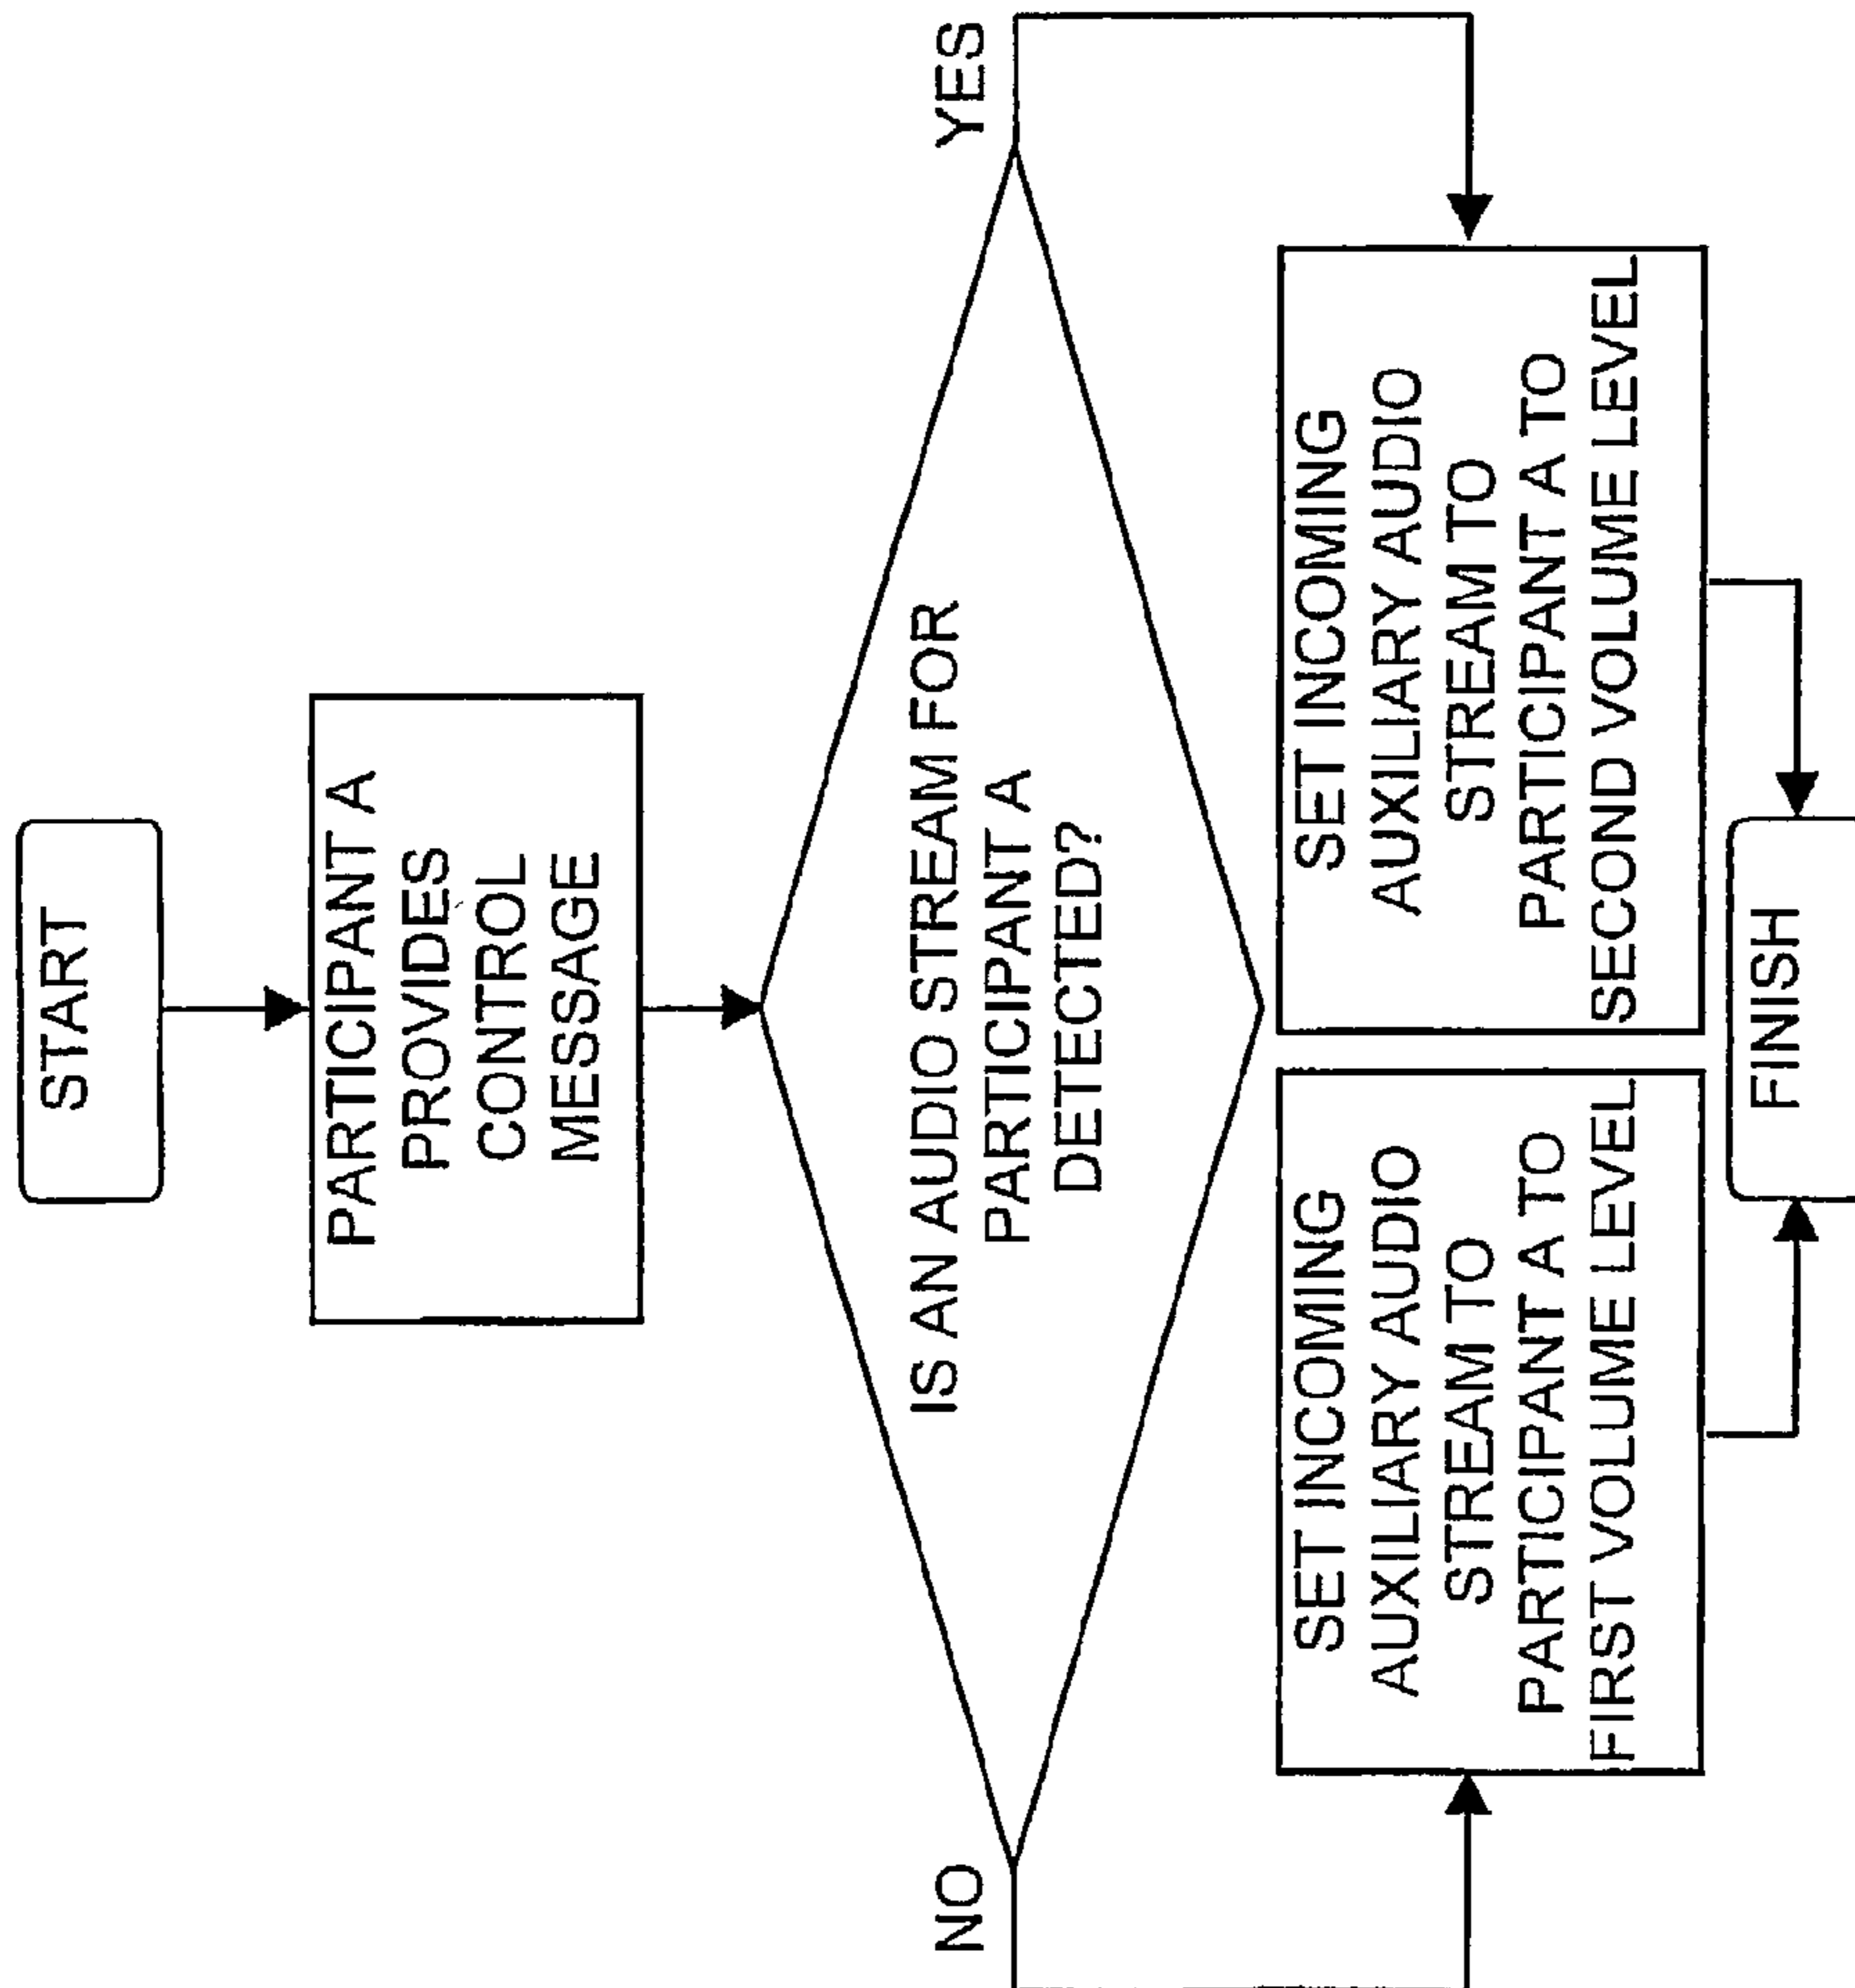 START
PARTICIPANT A
PROVIDES
CONTROL
MESSAGE
IS AN AUDIO STREAM FOR
PARTICIPANT A
DETECTED?
NO
YES
SET INCOMING
AUXILIARY AUDIO
STREAM TO
PARTICIPANT A TO
FIRST VOLUME LEVEL
SET INCOMING
AUXILIARY AUDIO
STREAM TO
PARTICIPANT A TO
SECOND VOLUME LEVEL
FINISH